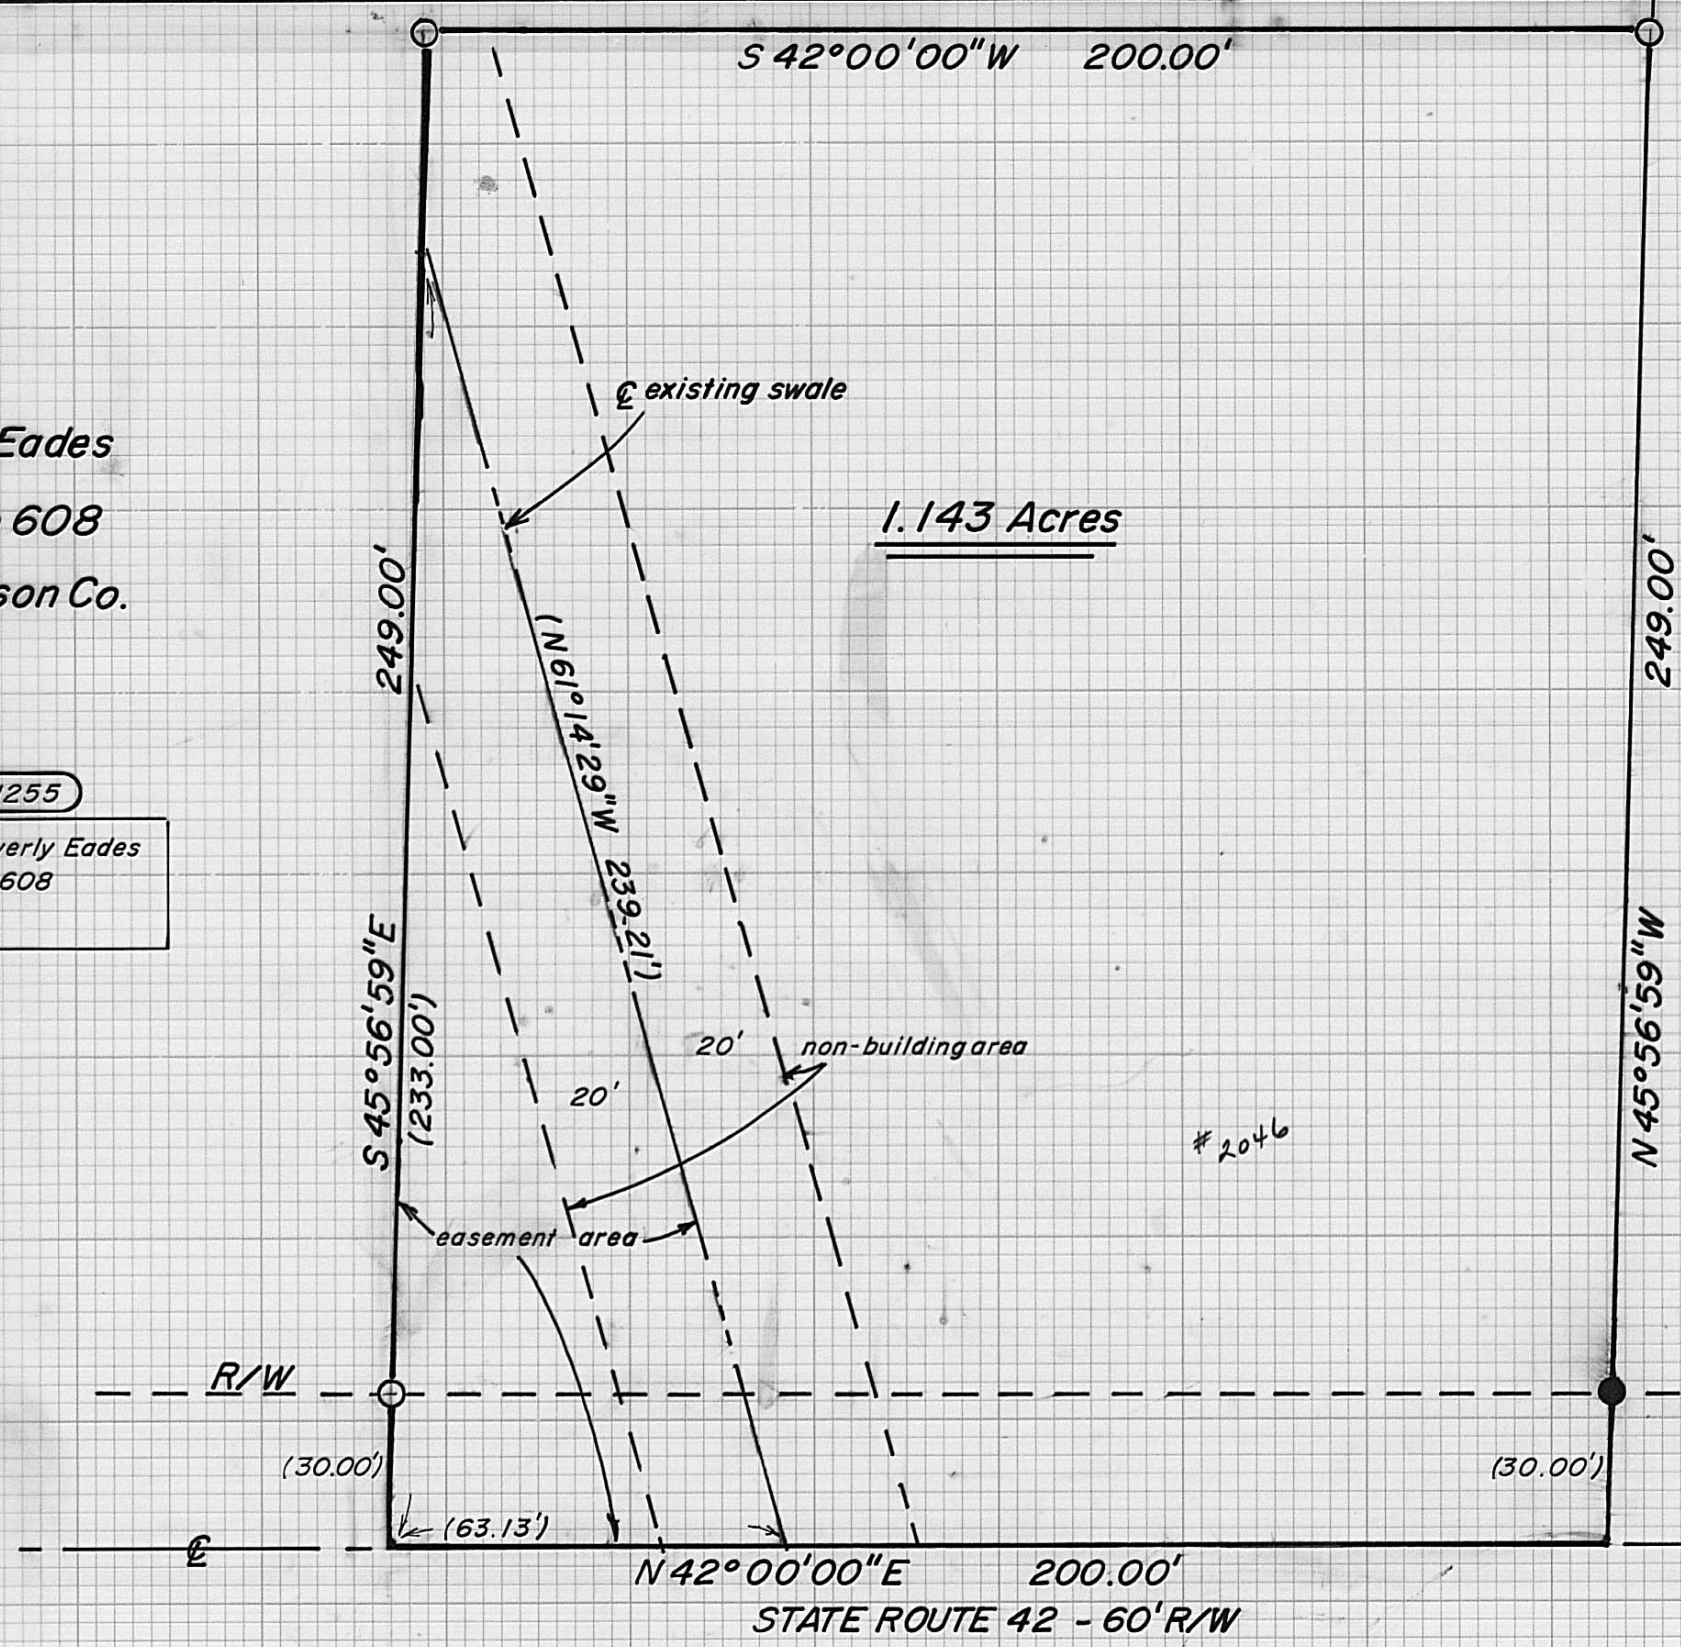 S 42°00'00"W 200.00'
℄ existing swale
Eades
608
son Co.
1.143 Acres
249.00'
249.00'
(N61°14'29"W 239.21')
1255
verly Eades
608
S 45°56'59"E
(233.00')
N 45°56'59"W
20'
non-building area
20'
#2046
easement area
R/W
(30.00')
(30.00')
(63.13')
℄
N 42°00'00"E 200.00'
STATE ROUTE 42 - 60' R/W